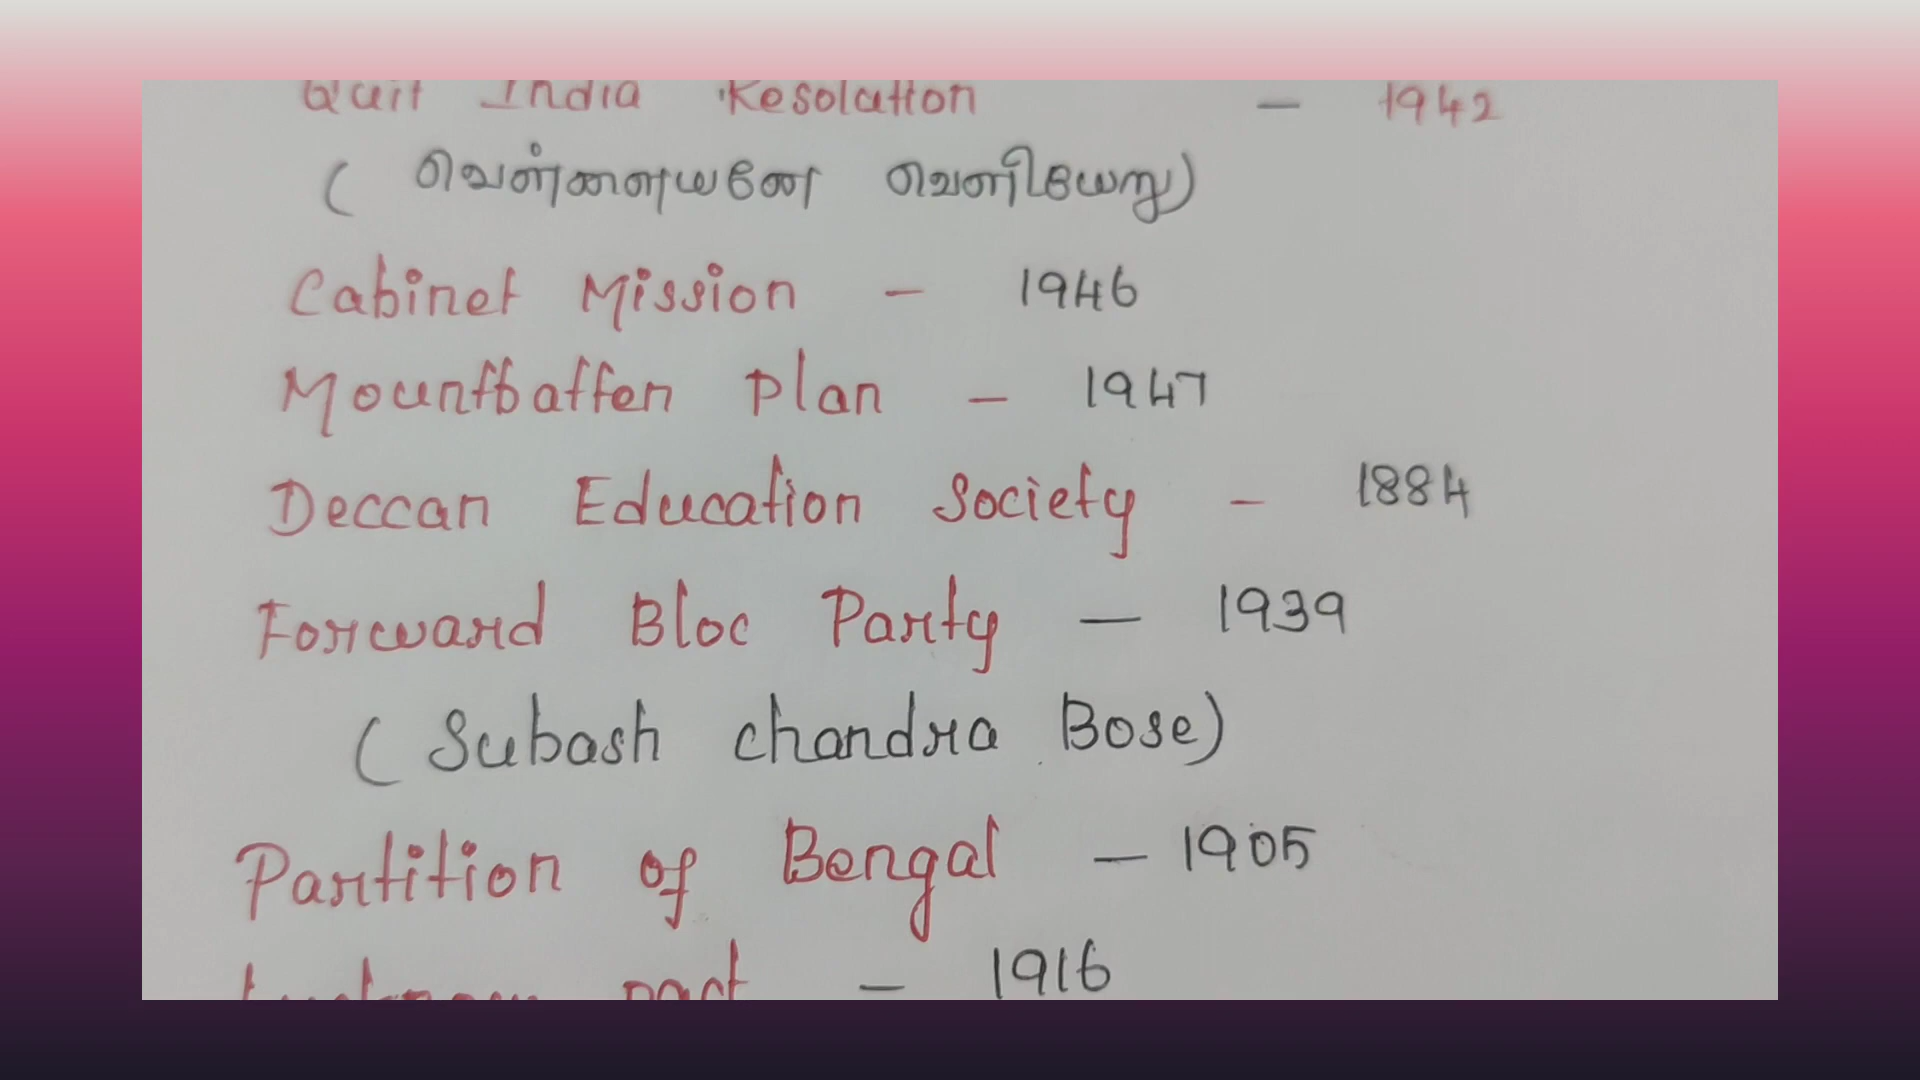 Quit India Resolution - 1942
( வெள்ளையனே வெளியேறு)
Cabinet Mission - 1946
Mountbatten Plan - 1947
Deccan Education Society - 1884
Forward Bloc Party - 1939
( Subash chandra Bose)
Partition of Bengal - 1905
pact - 1916